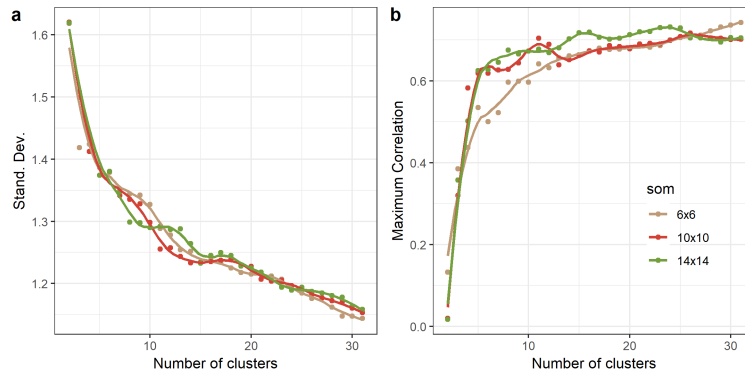 a
b
1.6
1.5
1.4
1.3
1.2
Stand. Dev.
10
20
30
Number of clusters
0.6
0.4
0.2
0.0
Maximum Correlation
10
20
30
Number of clusters
som
6x6
10x10
14x14